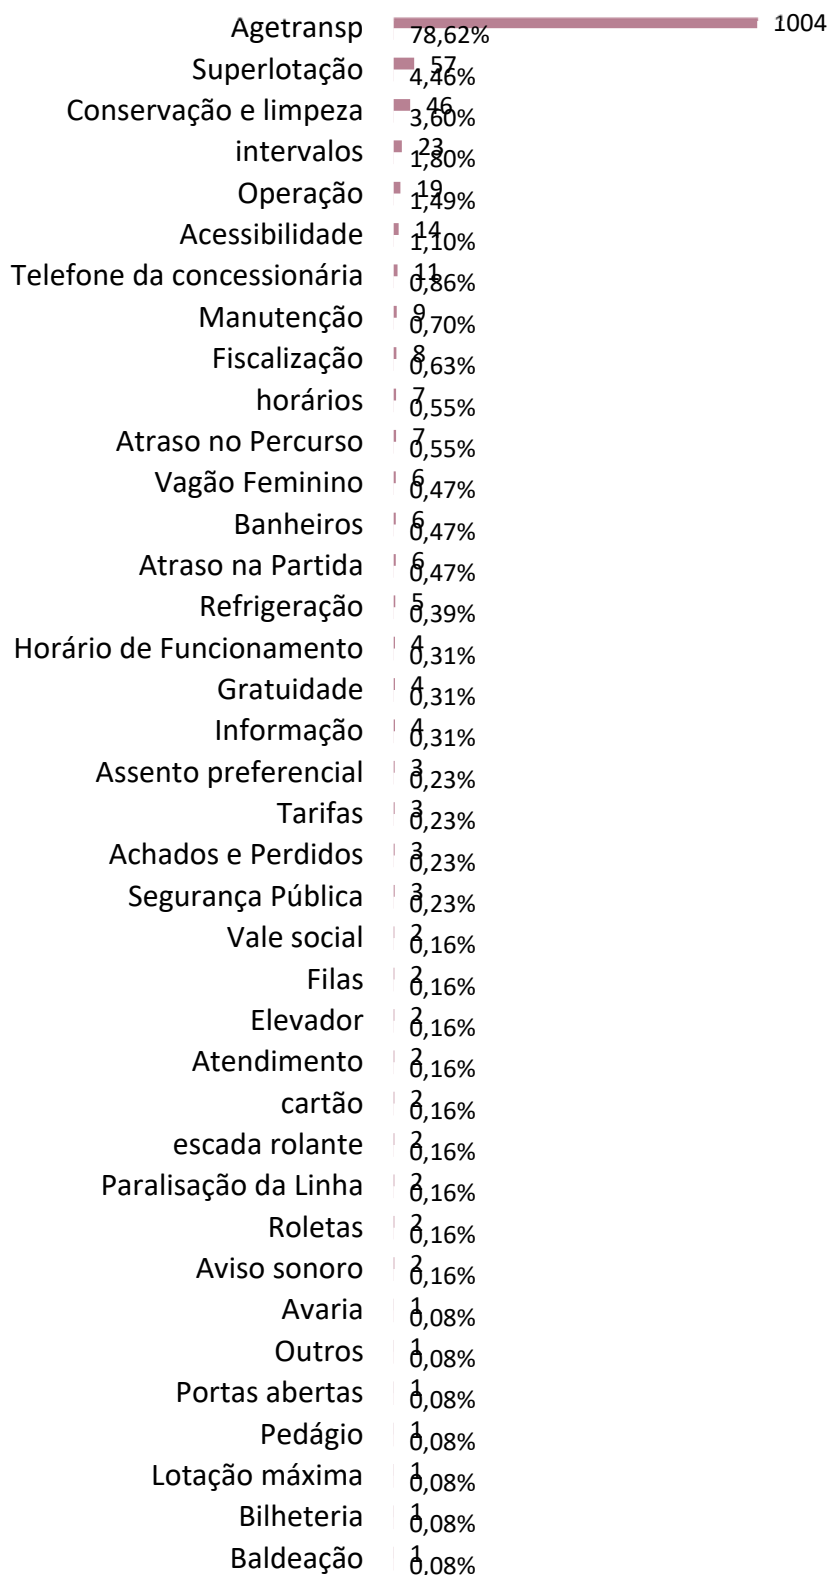 Agetransp 1004 78,62%
Superlotação 57 4,46%
Conservação e limpeza 46 3,60%
intervalos 23 1,80%
Operação 19 1,49%
Acessibilidade 14 1,10%
Telefone da concessionária 11 0,86%
Manutenção 9 0,70%
Fiscalização 8 0,63%
horários 7 0,55%
Atraso no Percurso 7 0,55%
Vagão Feminino 6 0,47%
Banheiros 6 0,47%
Atraso na Partida 6 0,47%
Refrigeração 5 0,39%
Horário de Funcionamento 4 0,31%
Gratuidade 4 0,31%
Informação 4 0,31%
Assento preferencial 3 0,23%
Tarifas 3 0,23%
Achados e Perdidos 3 0,23%
Segurança Pública 3 0,23%
Vale social 2 0,16%
Filas 2 0,16%
Elevador 2 0,16%
Atendimento 2 0,16%
cartão 2 0,16%
escada rolante 2 0,16%
Paralisação da Linha 2 0,16%
Roletas 2 0,16%
Aviso sonoro 2 0,16%
Avaria 1 0,08%
Outros 1 0,08%
Portas abertas 1 0,08%
Pedágio 1 0,08%
Lotação máxima 1 0,08%
Bilheteria 1 0,08%
Baldeação 1 0,08%